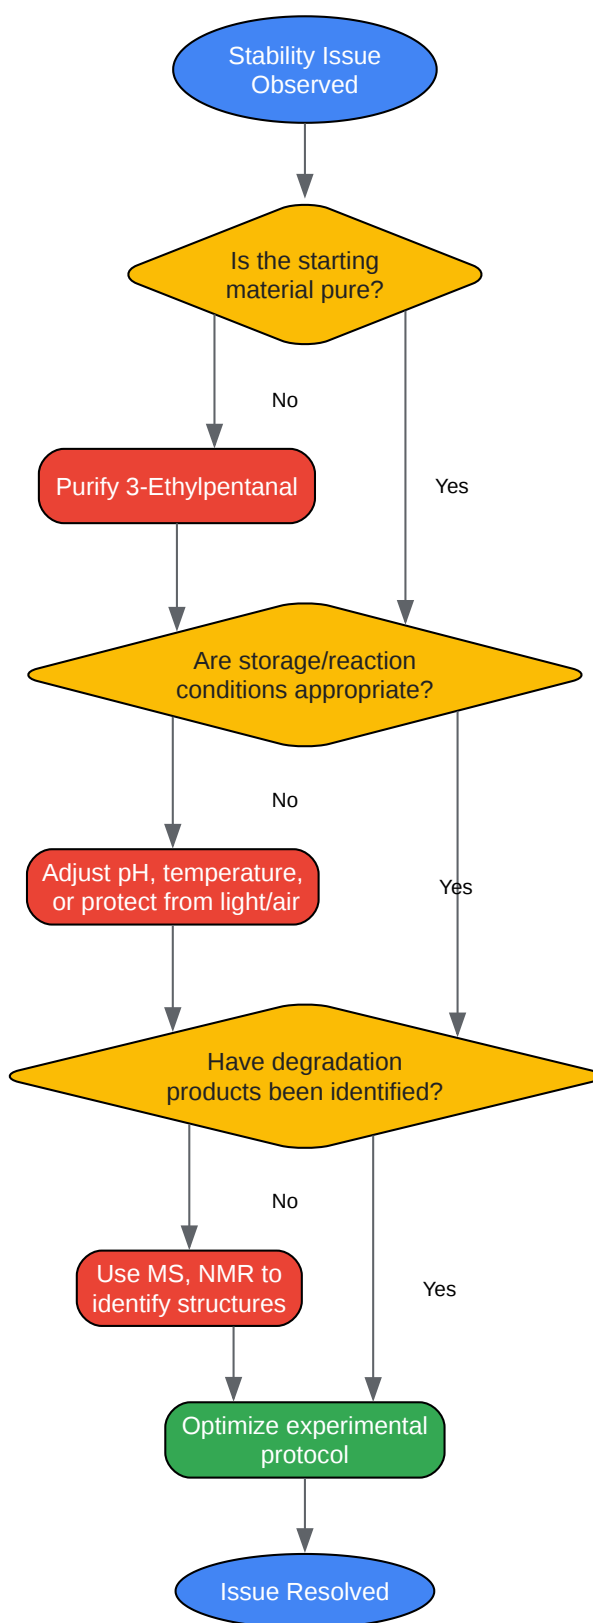 Stability Issue
Observed
Is the starting
material pure?
No
Purify 3-Ethylpentanal
Yes
Are storage/reaction
conditions appropriate?
No
Adjust pH, temperature,
or protect from light/air
Yes
Have degradation
products been identified?
No
Use MS, NMR to
identify structures
Yes
Optimize experimental
protocol
Issue Resolved